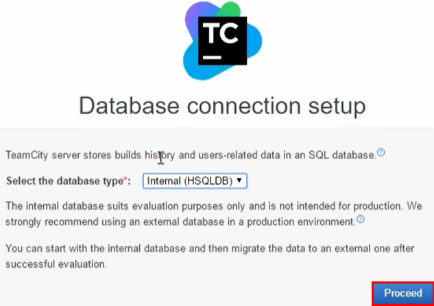 TC
Database connection setup
TeamCity server stores builds history and users-related data in an SQL database.?
Select the database type*: Internal (HSQLDB) ▼
The internal database suits evaluation purposes only and is not intended for production. We
strongly recommend using an external database in a production environment.?
You can start with the internal database and then migrate the data to an external one after
successful evaluation.
Proceed